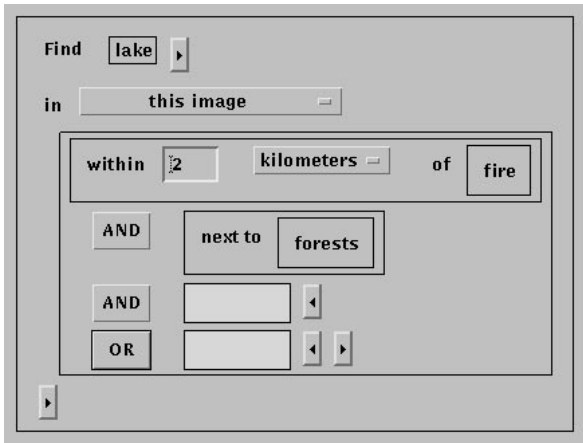 Find lake
in this image
within 2 kilometers of fire
AND next to forests
AND
OR